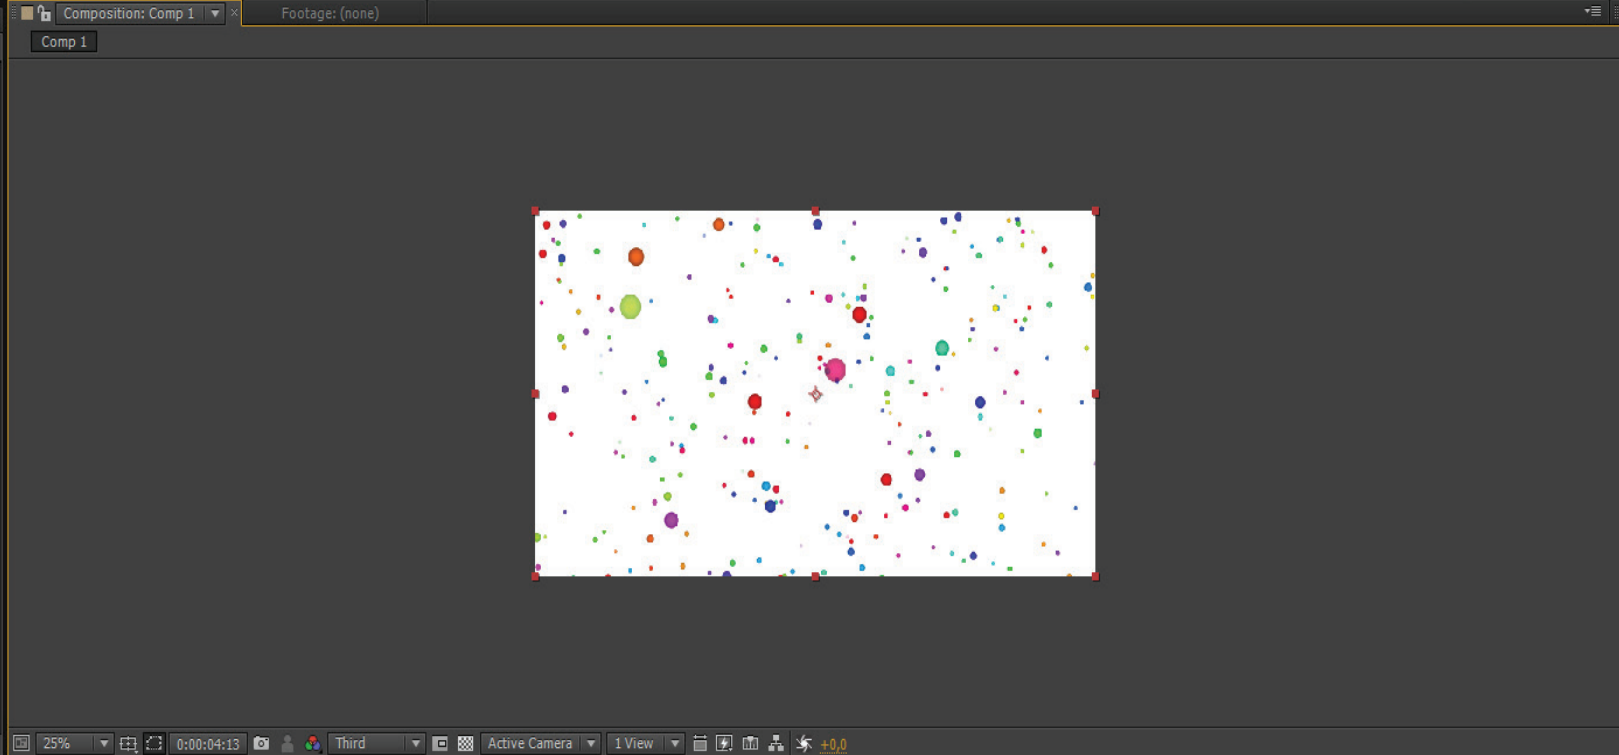 Composition: Comp 1
Footage: (none)
Comp 1
25%
0:00:04:13
Third
Active Camera
1 View
+0,0